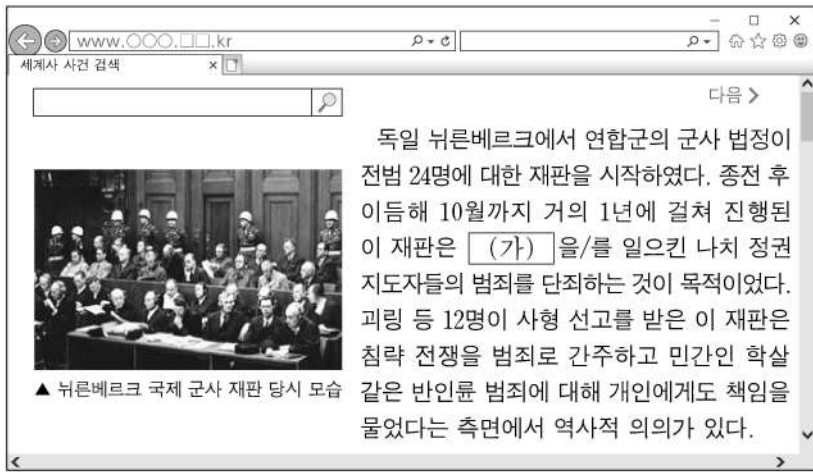 www.○○○.□□.kr
세계사 사건 검색
다음 >
독일 뉘른베르크에서 연합군의 군사 법정이
전범 24명에 대한 재판을 시작하였다. 종전 후
이듬해 10월까지 거의 1년에 걸쳐 진행된
이 재판은 (가) 을/를 일으킨 나치 정권
지도자들의 범죄를 단죄하는 것이 목적이었다.
괴링 등 12명이 사형 선고를 받은 이 재판은
침략 전쟁을 범죄로 간주하고 민간인 학살
같은 반인륜 범죄에 대해 개인에게도 책임을
물었다는 측면에서 역사적 의의가 있다.
▲ 뉘른베르크 국제 군사 재판 당시 모습